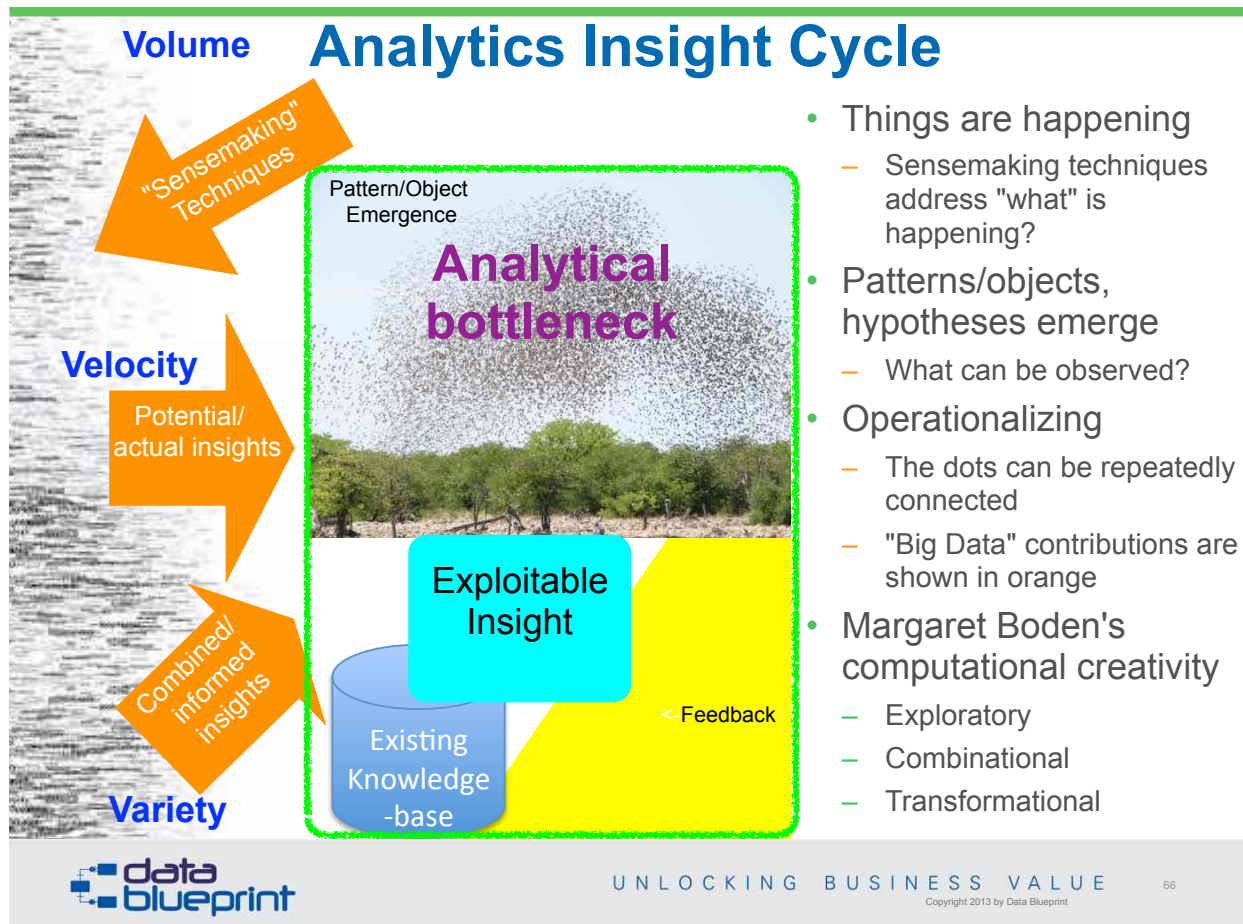 Volume
Analytics Insight Cycle
"Sensemaking"
Techniques
Pattern/Object
Emergence
Analytical
bottleneck
Velocity
Potential/
actual insights
Exploitable
Insight
Combined/
informed
insights
<-Feedback
Existing
Knowledge
-base
Variety
• Things are happening
– Sensemaking techniques
address "what" is
happening?
• Patterns/objects,
hypotheses emerge
– What can be observed?
• Operationalizing
– The dots can be repeatedly
connected
– "Big Data" contributions are
shown in orange
• Margaret Boden's
computational creativity
– Exploratory
– Combinational
– Transformational
data
blueprint
UNLOCKING BUSINESS VALUE
Copyright 2013 by Data Blueprint
66